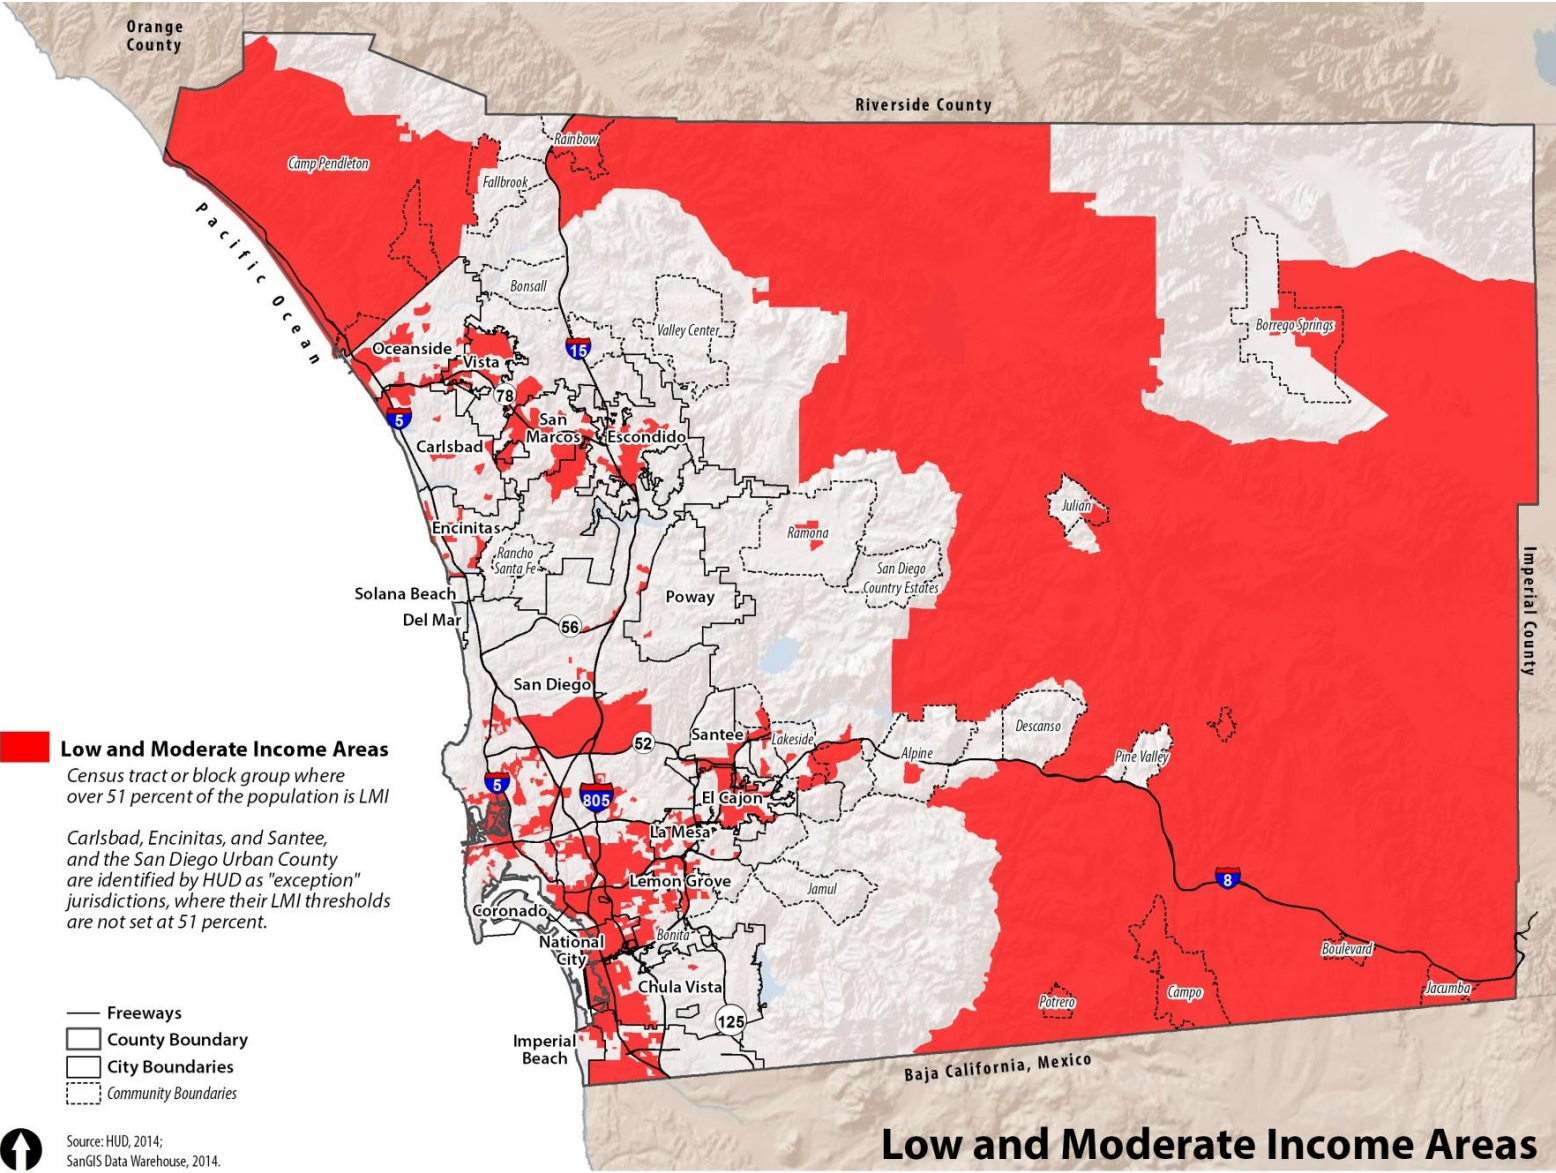 Orange
County
Riverside County
Rainbow
Camp Pendleton
Fallbrook
Pacific Ocean
Bonsall
Valley Center
Borrego Springs
Oceanside
Vista
15
78
5
San
Marcos
Escondido
Carlsbad
Encinitas
Rancho
Santa Fe
Ramona
Julian
San Diego
Country Estates
Imperial County
Solana Beach
Del Mar
Poway
56
San Diego
Santee
52
Lakeside
Alpine
Descanso
Pine Valley
5
805
El Cajon
La Mesa
8
Lemon Grove
Jamul
Coronado
National
City
Bonita
Boulevard
Chula Vista
Jacumba
Potrero
Campo
125
Imperial
Beach
Baja California, Mexico
Low and Moderate Income Areas
Census tract or block group where
over 51 percent of the population is LMI
Carlsbad, Encinitas, and Santee,
and the San Diego Urban County
are identified by HUD as "exception"
jurisdictions, where their LMI thresholds
are not set at 51 percent.
Freeways
County Boundary
City Boundaries
Community Boundaries
Source: HUD, 2014;
SanGIS Data Warehouse, 2014.
Low and Moderate Income Areas